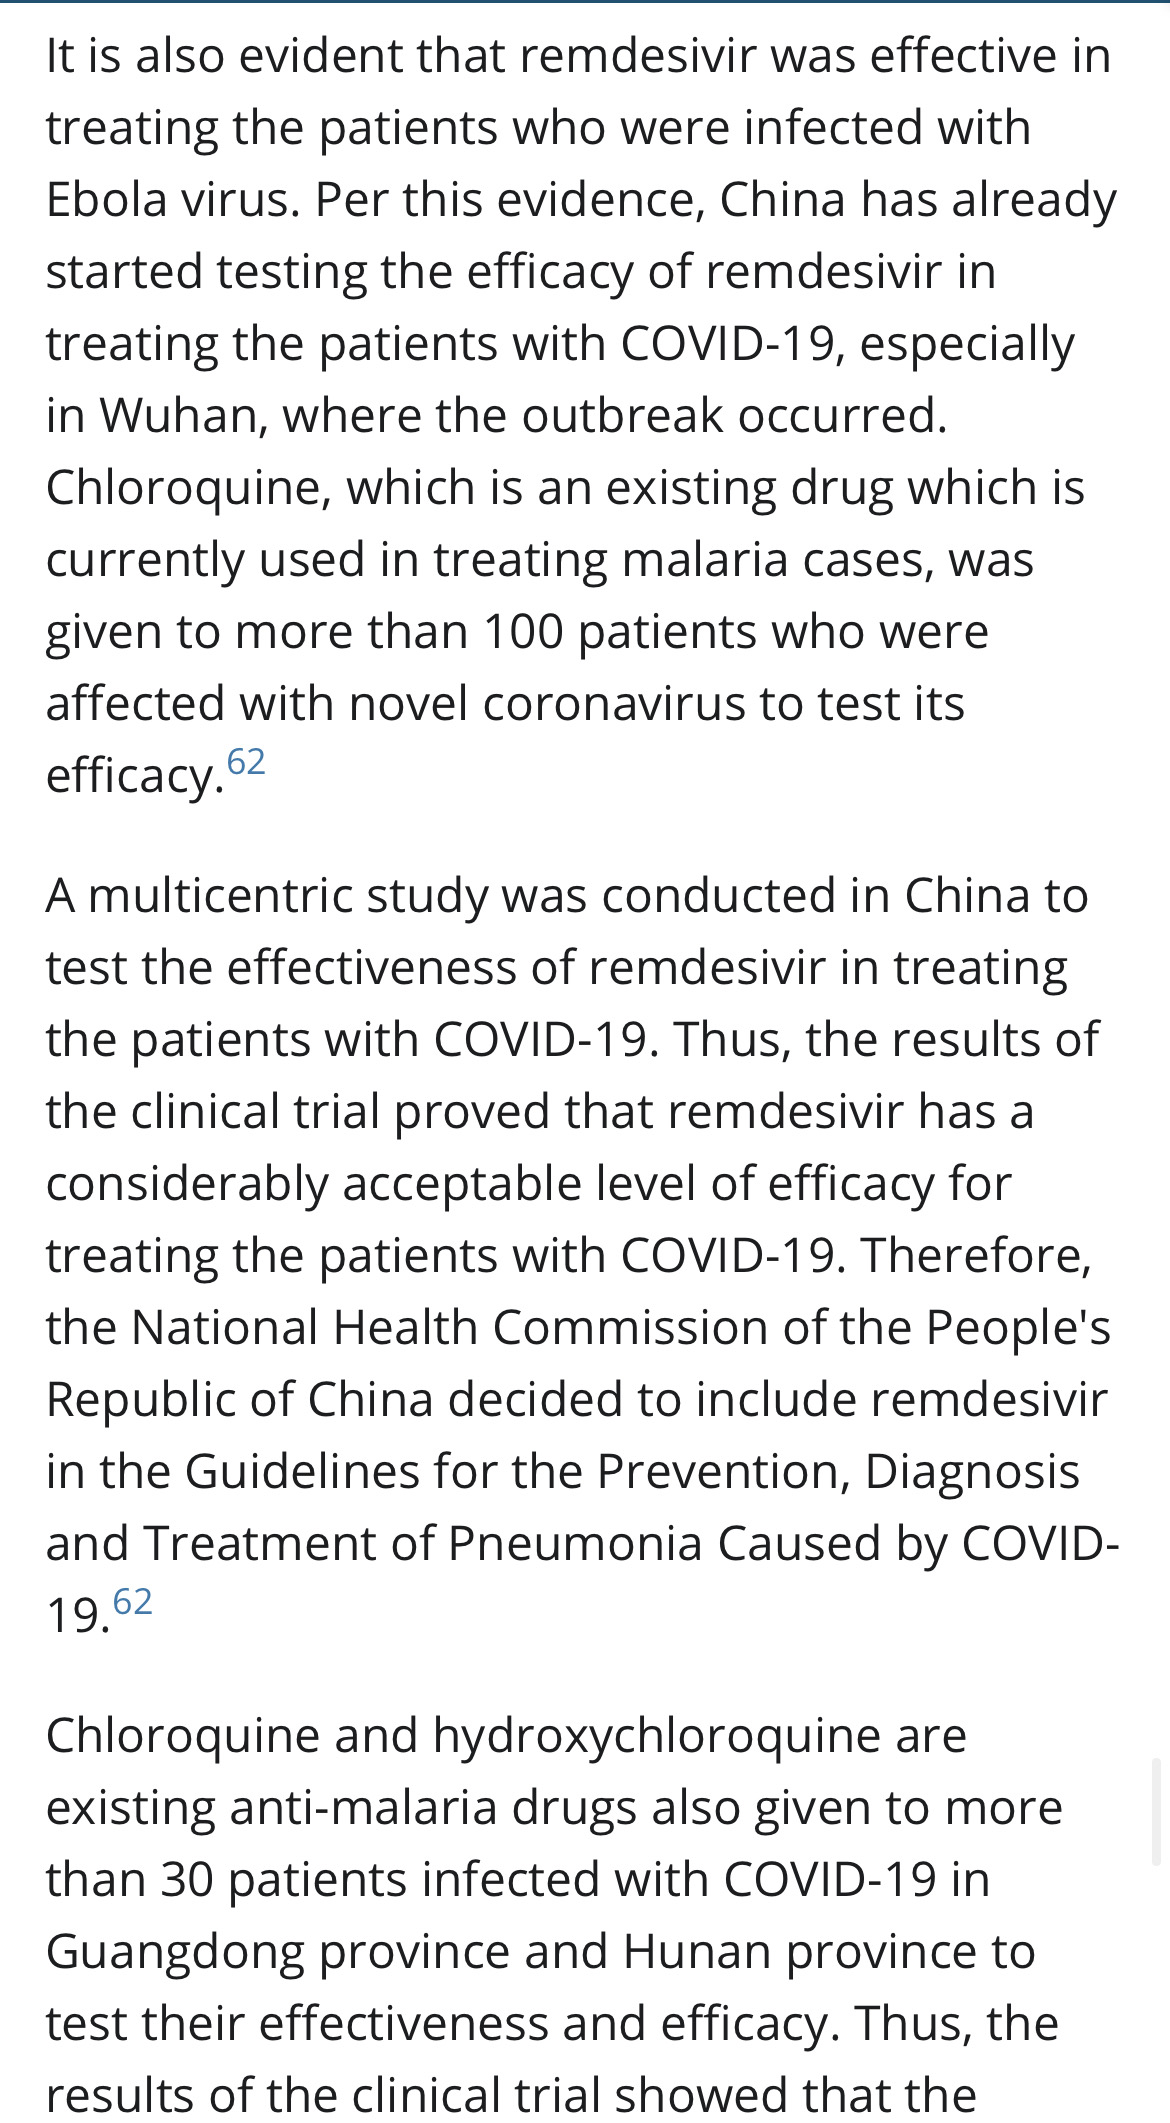 It is also evident that remdesivir was effective in
treating the patients who were infected with
Ebola virus. Per this evidence, China has already
started testing the efficacy of remdesivir in
treating the patients with COVID-19, especially
in Wuhan, where the outbreak occurred.
Chloroquine, which is an existing drug which is
currently used in treating malaria cases, was
given to more than 100 patients who were
affected with novel coronavirus to test its
efficacy.62
A multicentric study was conducted in China to
test the effectiveness of remdesivir in treating
the patients with COVID-19. Thus, the results of
the clinical trial proved that remdesivir has a
considerably acceptable level of efficacy for
treating the patients with COVID-19. Therefore,
the National Health Commission of the People's
Republic of China decided to include remdesivir
in the Guidelines for the Prevention, Diagnosis
and Treatment of Pneumonia Caused by COVID-
19.62
Chloroquine and hydroxychloroquine are
existing anti-malaria drugs also given to more
than 30 patients infected with COVID-19 in
Guangdong province and Hunan province to
test their effectiveness and efficacy. Thus, the
results of the clinical trial showed that the